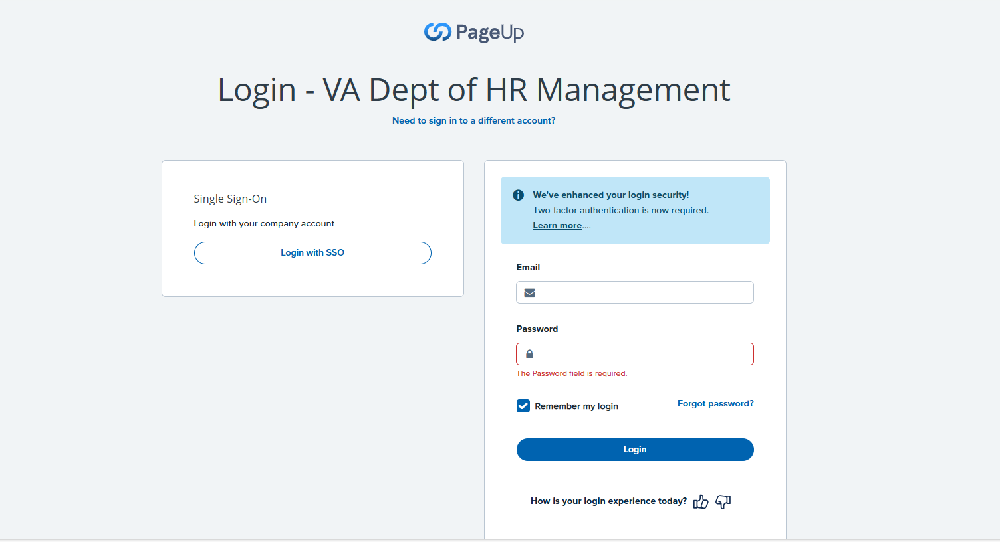 PageUp
Login - VA Dept of HR Management
Need to sign in to a different account?
Single Sign-On
Login with your company account
Login with SSO
We've enhanced your login security!
Two-factor authentication is now required.
Learn more....
Email
Password
The Password field is required.
Remember my login
Forgot password?
Login
How is your login experience today?